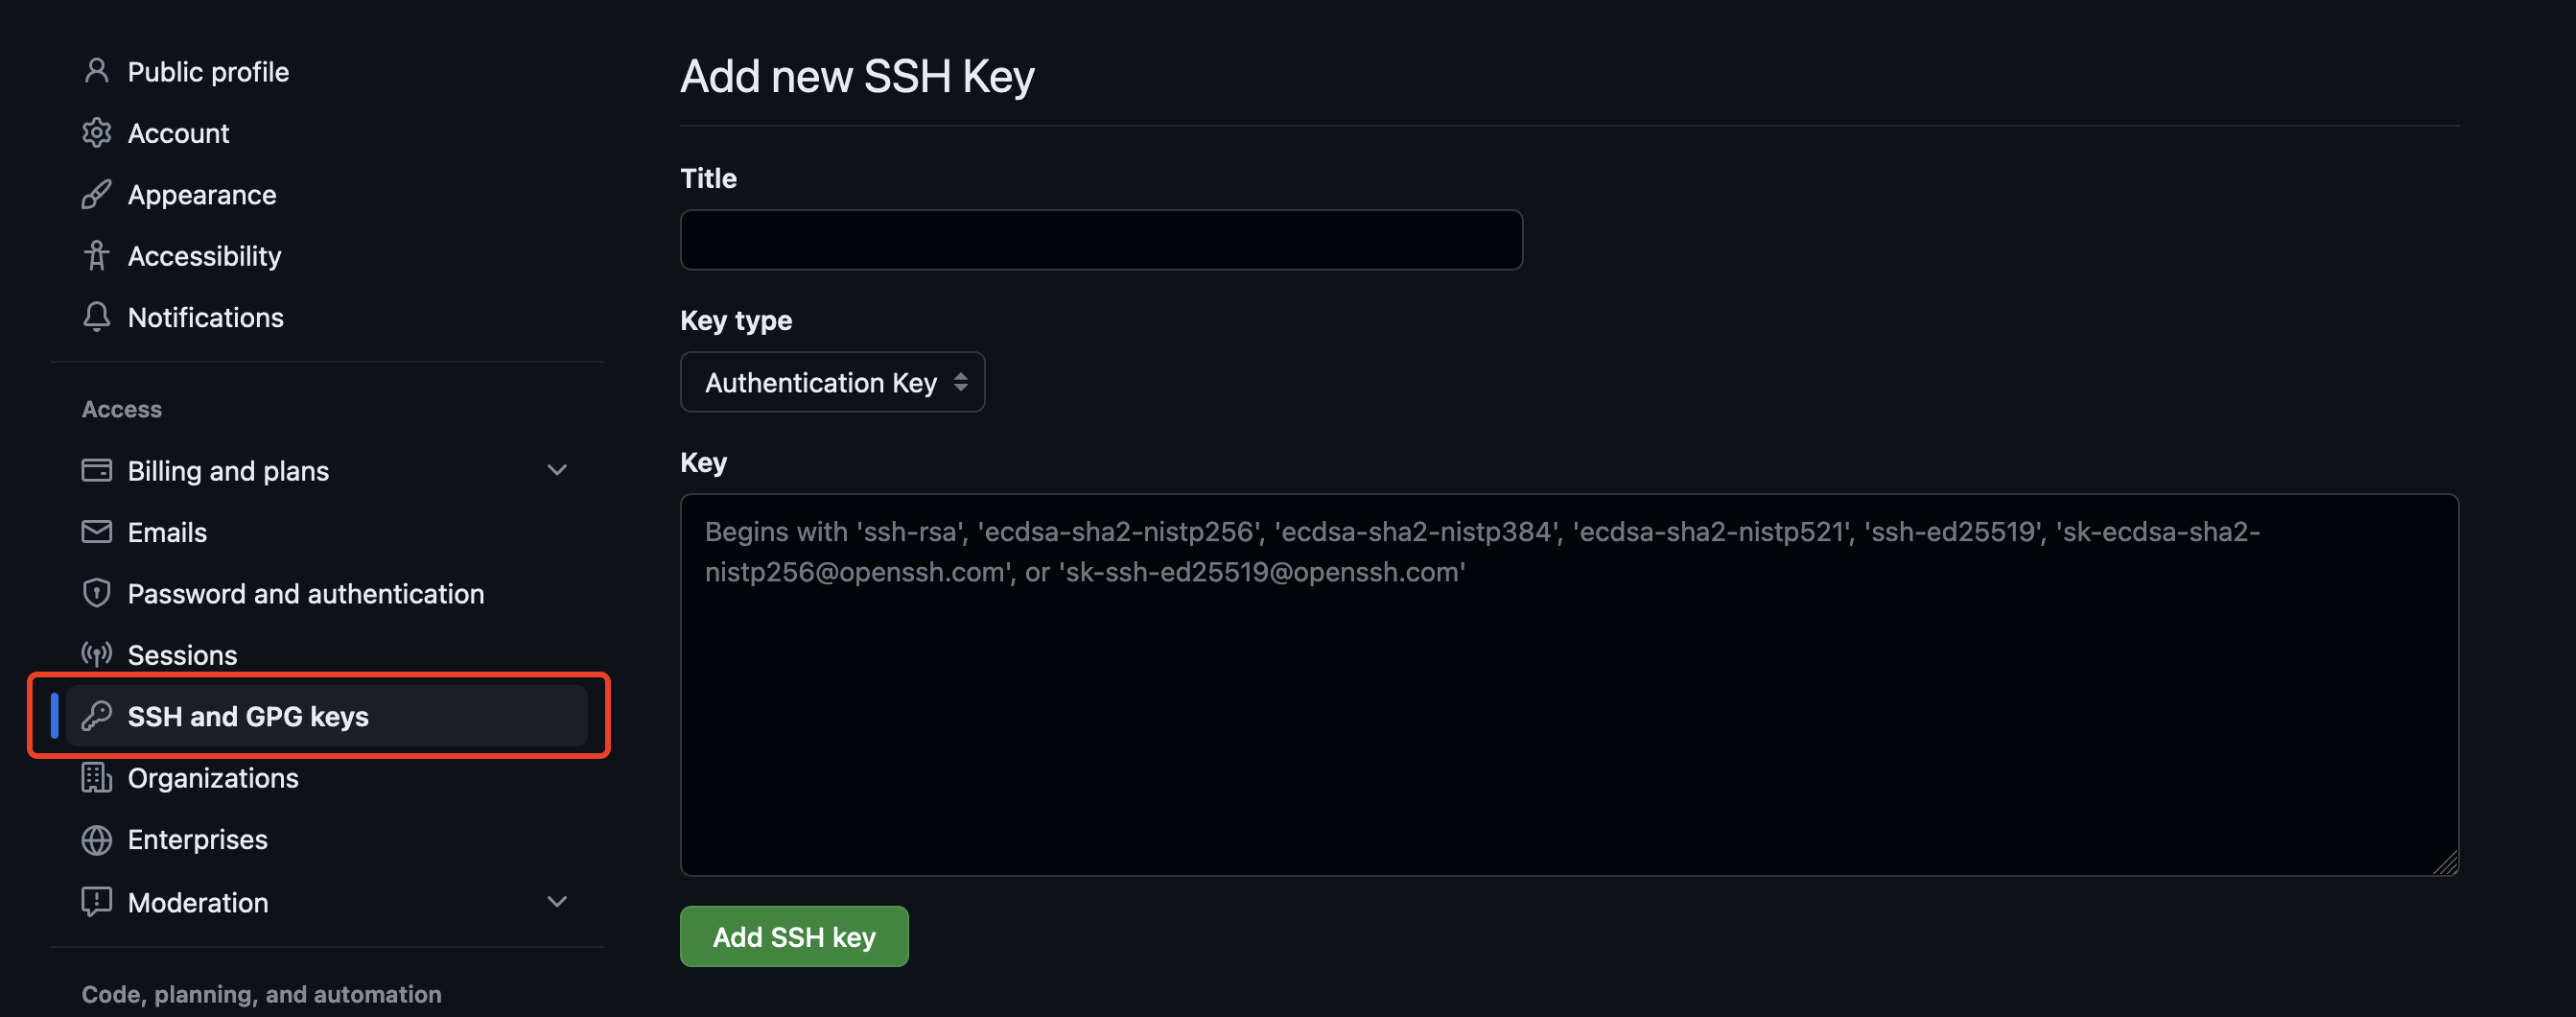 Public profile
Account
Appearance
Accessibility
Notifications
Access
Billing and plans
Emails
Password and authentication
Sessions
SSH and GPG keys
Organizations
Enterprises
Moderation
Code, planning, and automation
Add new SSH Key
Title
Key type
Authentication Key
Key
Begins with 'ssh-rsa', 'ecdsa-sha2-nistp256', 'ecdsa-sha2-nistp384', 'ecdsa-sha2-nistp521', 'ssh-ed25519', 'sk-ecdsa-sha2-
nistp256@openssh.com', or 'sk-ssh-ed25519@openssh.com'
Add SSH key